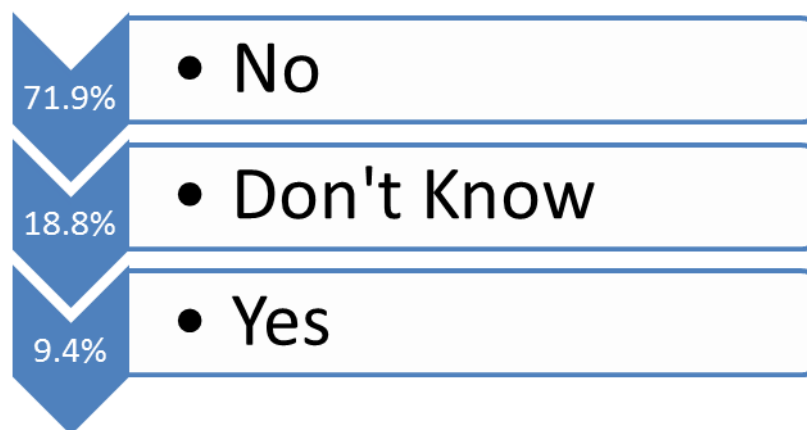 71.9%
• No
18.8%
• Don't Know
9.4%
• Yes